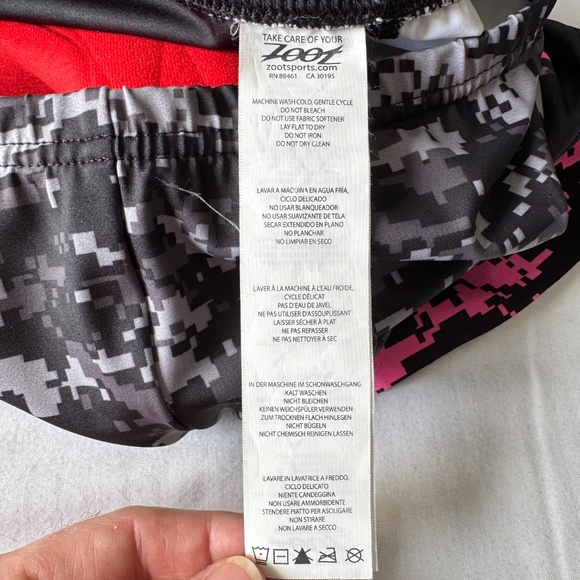 TAKE CARE OF YOUR
zoot
zootsports.com
RN 88461 CA 30195
MACHINE WASH COLD, GENTLE CYCLE
DO NOT BLEACH
DO NOT USE FABRIC SOFTENER
LAY FLAT TO DRY
DO NOT IRON
DO NOT DRY CLEAN
LAVAR A MÁQUINA EN AGUA FRÍA,
CICLO DELICADO
NO USAR BLANQUEADOR
NO USAR SUAVIZANTE DE TELA
SECAR EXTENDIDO EN PLANO
NO PLANCHAR
NO LIMPIAR EN SECO
LAVER À LA MACHINE À L'EAU FROIDE,
CYCLE DÉLICAT
PAS D'EAU DE JAVEL
NE PAS UTILISER D'ASSOUPLISSANT
LAISSER SÉCHER À PLAT
NE PAS REPASSER
NE PAS NETTOYER À SEC
IN DER MASCHINE IM SCHONWASCHGANG
KALT WASCHEN
NICHT BLEICHEN
KEINEN WEICHSPÜLER VERWENDEN
ZUM TROCKNEN FLACH HINLEGEN
NICHT BÜGELN
NICHT CHEMISCH REINIGEN LASSEN
LAVARE IN LAVATRICE A FREDDO,
CICLO DELICATO
NIENTE CANDEGGINA
NON USARE AMMORBIDENTE
STENDERE PIATTO PER ASCIUGARE
NON STIRARE
NON LAVARE A SECCO